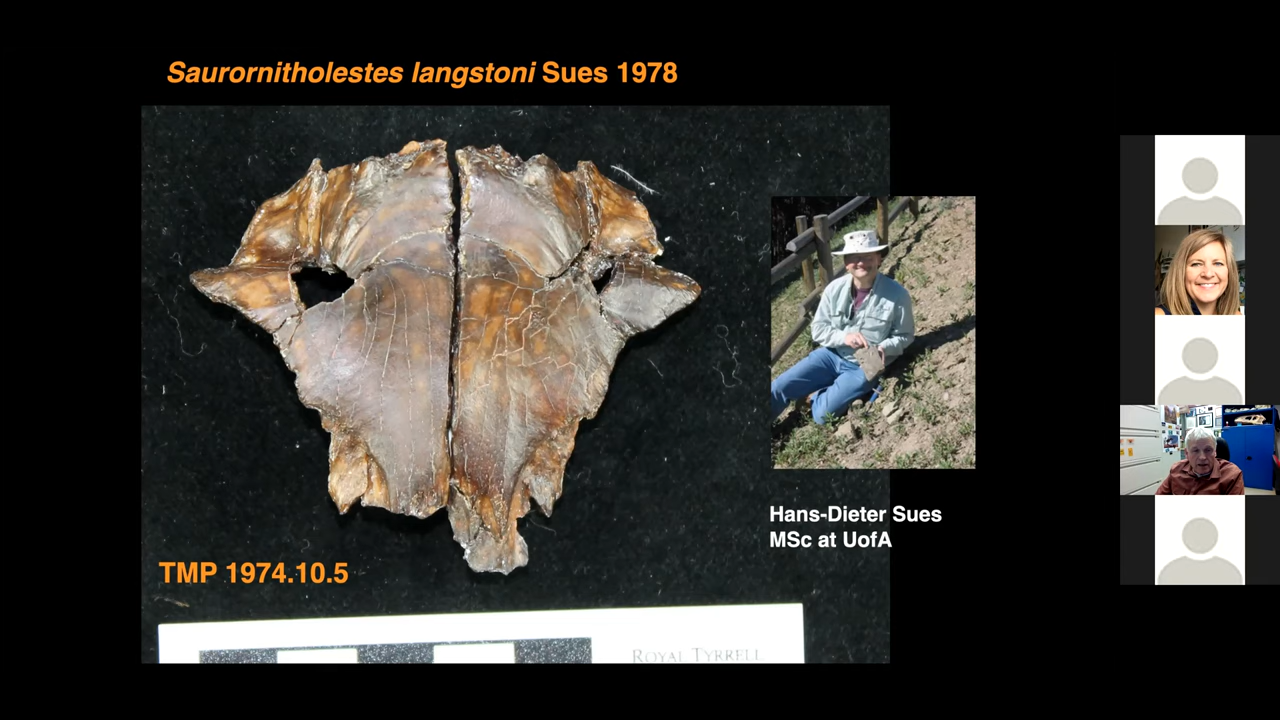 Saurornitholestes langstoni Sues 1978
Hans-Dieter Sues
MSc at UofA
TMP 1974.10.5
ROYAL TYRRELL